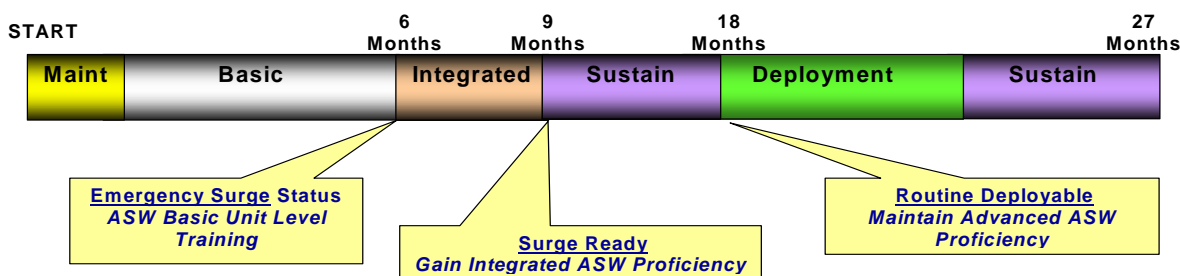 START
6
Months
9
Months
18
Months
27
Months
Maint
Basic
Integrated
Sustain
Deployment
Sustain
Emergency Surge Status
ASW Basic Unit Level
Training
Surge Ready
Gain Integrated ASW Proficiency
Routine Deployable
Maintain Advanced ASW
Proficiency